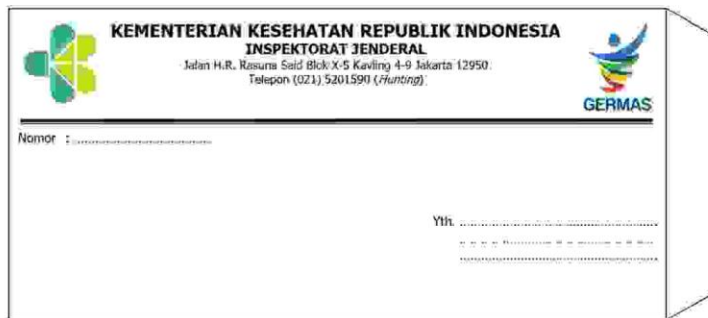 KEMENTERIAN KESEHATAN REPUBLIK INDONESIA
INSPEKTORAT JENDERAL
Jalan H.R. Rasuna Said Blok X-5 Kavling 4-9 Jakarta 12950
Telepon (021) 5201590 (Hunting)
GERMAS
Nomor : ................................
Yth. ................................
................................
................................